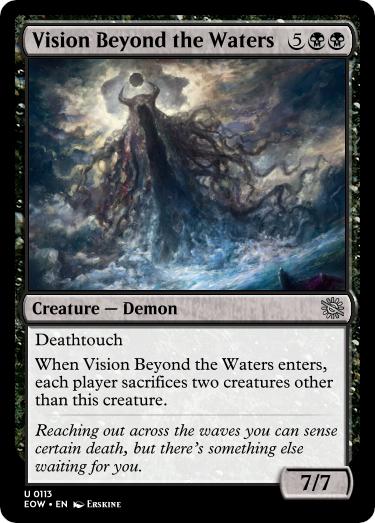 Vision Beyond the Waters 5
Creature — Demon
Deathtouch
When Vision Beyond the Waters enters,
each player sacrifices two creatures other
than this creature.
Reaching out across the waves you can sense
certain death, but there's something else
waiting for you.
7/7
U 0113
EOW • EN Erskine